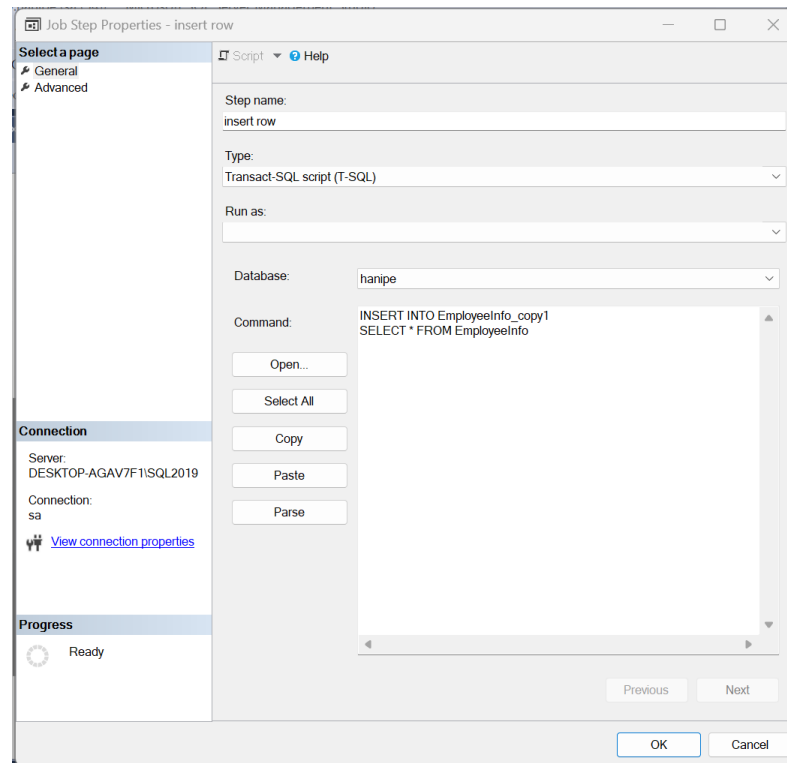 Job Step Properties - insert row
Select a page
General
Advanced
Script
Help
Step name:
insert row
Type:
Transact-SQL script (T-SQL)
Run as:
Database:
hanipe
Command:
INSERT INTO EmployeeInfo_copy1
SELECT * FROM EmployeeInfo
Open...
Select All
Copy
Paste
Parse
Connection
Server:
DESKTOP-AGAV7F1\SQL2019
Connection:
sa
View connection properties
Progress
Ready
Previous
Next
OK
Cancel